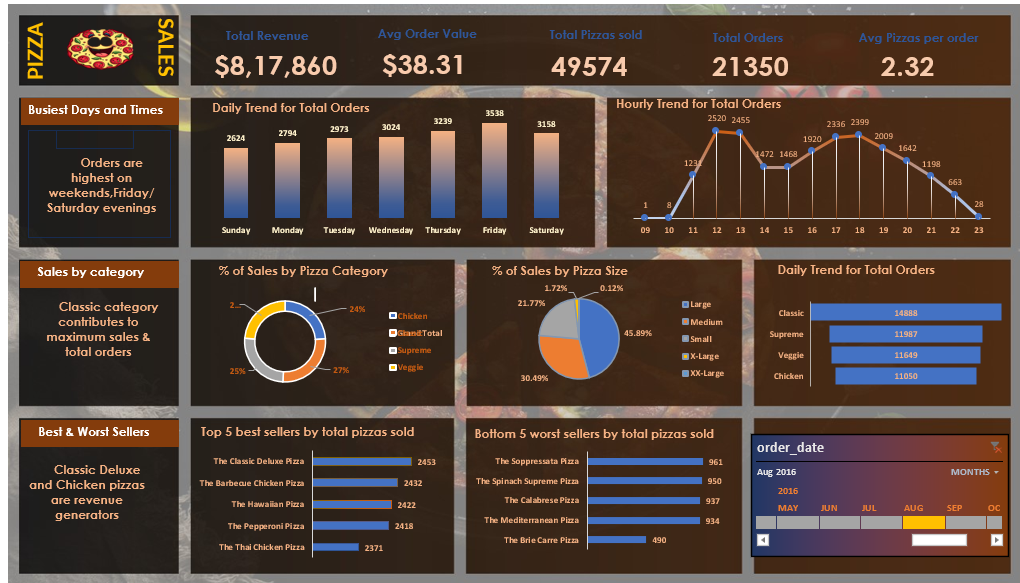 PIZZA
SALES
Total Revenue
$8,17,860
Avg Order Value
$38.31
Total Pizzas sold
49574
Total Orders
21350
Avg Pizzas per order
2.32
Busiest Days and Times
Orders are
highest on
weekends,Friday/
Saturday evenings
Daily Trend for Total Orders
2624
2794
2973
3024
3239
3538
3158
Sunday
Monday
Tuesday
Wednesday
Thursday
Friday
Saturday
Hourly Trend for Total Orders
1
8
1231
2520
2455
1472
1468
1920
2336
2399
2009
1642
1198
663
28
09
10
11
12
13
14
15
16
17
18
19
20
21
22
23
Sales by category
Classic category
contributes to
maximum sales &
total orders
% of Sales by Pizza Category
2...
24%
25%
27%
Chicken
Grand Total
Supreme
Veggie
% of Sales by Pizza Size
1.72%
0.12%
21.77%
45.89%
30.49%
Large
Medium
Small
X-Large
XX-Large
Daily Trend for Total Orders
Classic
14888
Supreme
11987
Veggie
11649
Chicken
11050
Best & Worst Sellers
Classic Deluxe
and Chicken pizzas
are revenue
generators
Top 5 best sellers by total pizzas sold
The Classic Deluxe Pizza
2453
The Barbecue Chicken Pizza
2432
The Hawaiian Pizza
2422
The Pepperoni Pizza
2418
The Thai Chicken Pizza
2371
Bottom 5 worst sellers by total pizzas sold
The Soppressata Pizza
961
The Spinach Supreme Pizza
950
The Calabrese Pizza
937
The Mediterranean Pizza
934
The Brie Carre Pizza
490
order_date
Aug 2016
MONTHS
2016
MAY
JUN
JUL
AUG
SEP
OC